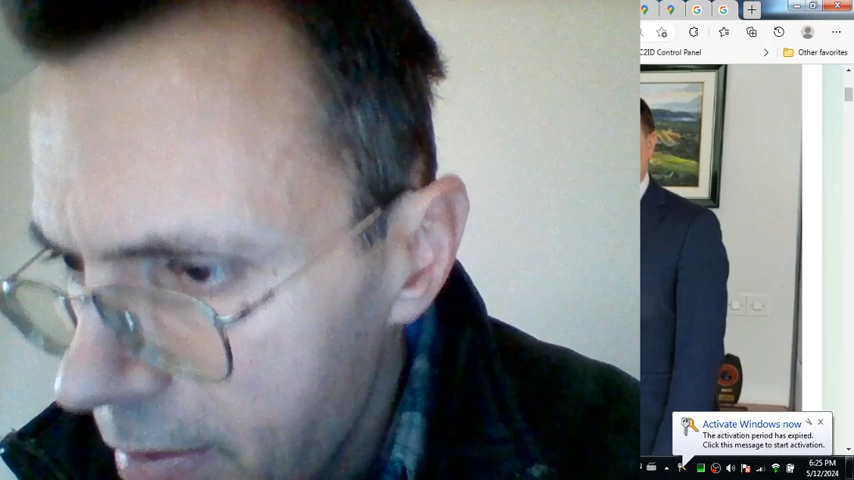 C2ID Control Panel
Other favorites
Activate Windows now
The activation period has expired.
Click this message to start activation.
6:25 PM
5/12/2024